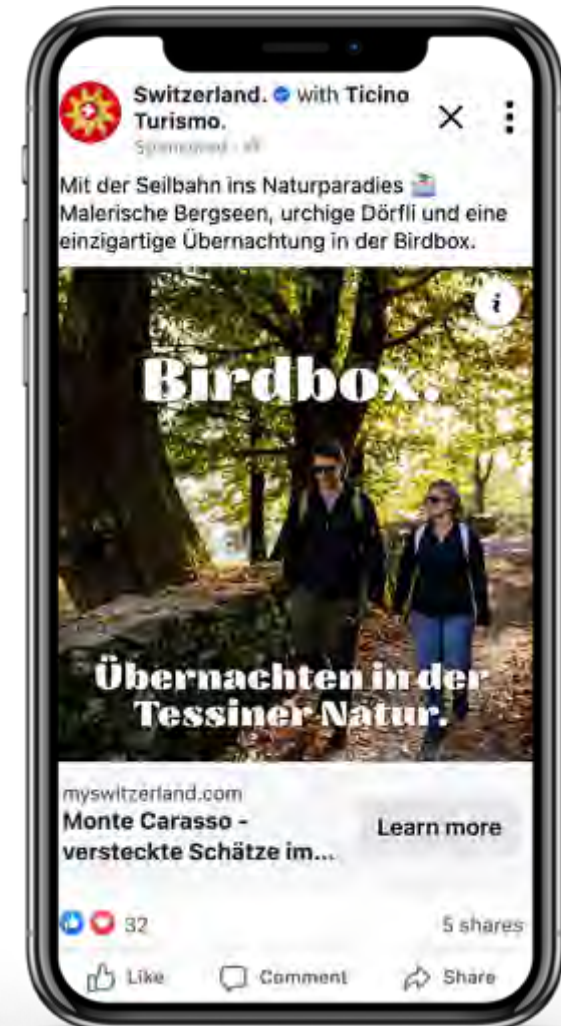 Switzerland. with Ticino
Turismo.
Sponsored ·
Mit der Seilbahn ins Naturparadies
Malerische Bergseen, urchige Dörfli und eine
einzigartige Übernachtung in der Birdbox.
i
Birdbox.
Übernachten in der
Tessiner Natur.
myswitzerland.com
Monte Carasso -
versteckte Schätze im...
Learn more
32
5 shares
Like
Comment
Share